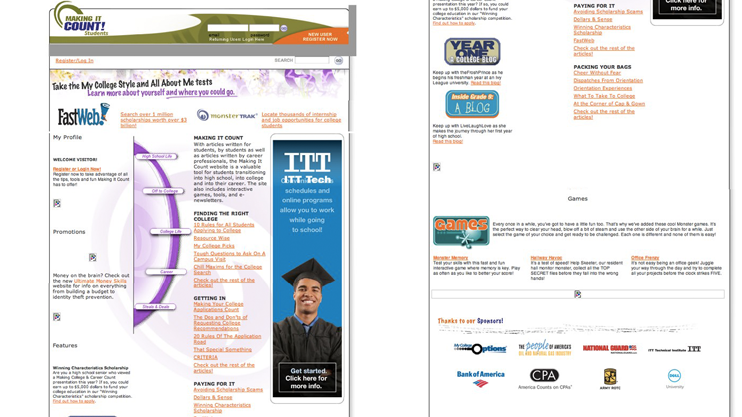 MAKING IT
COUNT!
Students
email password
Returning Users Login Here
NEW USER
REGISTER NOW
Register/Log In
SEARCH
GO
Take the My College and All About Me tests
Learn more about yourself and where you could go.
FastWeb!
Search over 1 million
scholarships worth over $3
billion!
monsterTRAK
Locate thousands of internship
and job opportunities for college
students
My Profile
WELCOME VISITOR!
Register or Login Now!
Register now to take advantage of all
the tips, tools and fun Making It Count
has to offer!
Promotions
Money on the brain? Check out
the new Ultimate Money Skills
website for info on everything
from building a budget to
identity theft prevention.
Features
Winning Characteristics Scholarship
Are you a high school senior who viewed
a Making College & Career Count
presentation this year? If so, you could
earn up to $5,000 dollars to fund your
college education in our "Winning
Characteristics" scholarship competition.
Find out how to apply.
High School Life
Off to College
College Life
Career
Steals & Deals
MAKING IT COUNT
With articles written for
students, by students as well
as articles written by career
professionals, the Making It
Count website is a valuable
tool for students transitioning
into high school, into college
and into their career. The site
also includes interactive
games, tools, and e-
newsletters.
FINDING THE RIGHT
COLLEGE
10 Rules for All Students
Applying to College
Resource Wise
My College Picks
Tough Questions to Ask On A
Campus Visit
Chill Maxims for the College
Search
Check out the rest of the
articles!
GETTING IN
Making Your College
Applications Count
The Dos and Don'ts of
Requesting College
Recommendations
20 Rules Of The Application
Road
That Special Something
CRITERIA
Check out the rest of the
articles!
PAYING FOR IT
Avoiding Scholarship Scams
Dollars & Sense
Winning Characteristics
Scholarship
ITT
ITT Tech
schedules and
online programs
allow you to work
while going
to school!
Get started.
Click here for
more info.
presentation this year? If so, you could
earn up to $5,000 dollars to fund your
college education in our "Winning
Characteristics" scholarship competition.
Find out how to apply.
YEAR
ONE
A COLLEGE BLOG
Keep up with theFroshPrince as he
begins his freshman year at an Ivy
League university. Read his blog!
Inside Grade 9:
A BLOG
Keep up with LiveLaughLove as she
makes the journey through her first year
of high school.
Read this blog!
PAYING FOR IT
Avoiding Scholarship Scams
Dollars & Sense
Winning Characteristics
Scholarship
FastWeb
Check out the rest of the
articles!
PACKING YOUR BAGS
Cheer Without Fear
Dispatches From Orientation
Orientation Experiences
What To Take To College
At the Corner of Cap & Gown
Check out the rest of the
articles!
Click here for
more info.
Games
GAMES
Every once in a while, you've got to have a little fun too. That's why we've added these cool Monster games. It's
the perfect way to clear your head, blow off a bit of steam and use the other side of your brain for a while. Just
select the game of your choice and get ready to be challenged. Each one is different and none of them is easy!
Monster Memory
Test your skills with this fast and fun
interactive game where memory is key. Play
as often as you like to better your score!
Hallway Havoc
It's a test of speed! Help Sweeter, our resident
hall monitor monster, collect all the TOP
SECRET files before they fall into the wrong
hands!
Office Frenzy
It's not easy being an office geek! Juggle
your way through the day and try to complete
all your projects before the clock strikes FIVE.
Thanks to our Sponsors!
My College Options
THE people OF AMERICA'S
OIL AND NATURAL GAS INDUSTRY
NATIONAL GUARD
ITT Technical Institute ITT
Bank of America
CPA
America Counts on CPAs
ARMY ROTC
DELL
University